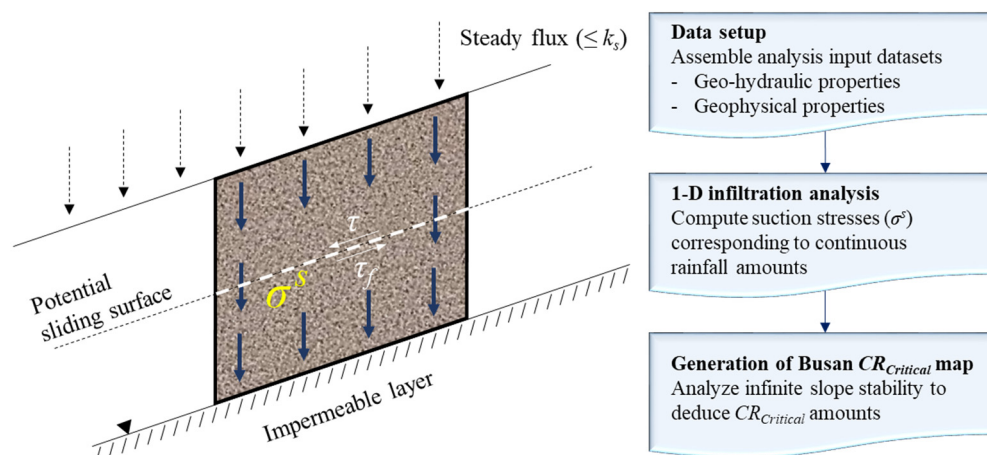 Steady flux (≤ kₛ)
τ
τf
σˢ
Potential
sliding surface
Impermeable layer
Data setup
Assemble analysis input datasets
- Geo-hydraulic properties
- Geophysical properties
1-D infiltration analysis
Compute suction stresses (σˢ)
corresponding to continuous
rainfall amounts
Generation of Busan CRCritical map
Analyze infinite slope stability to
deduce CRCritical amounts